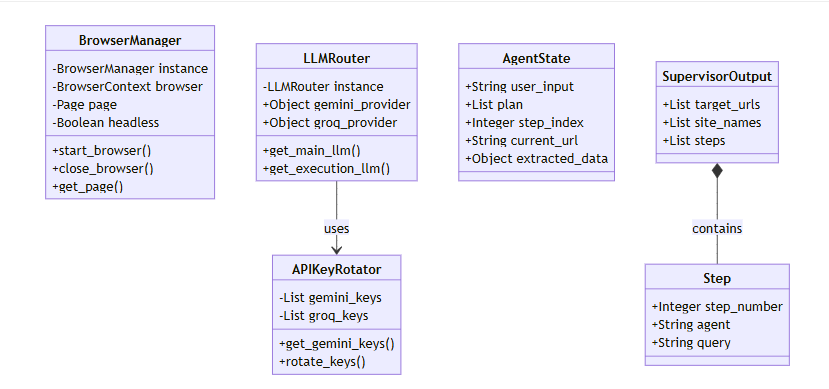 BrowserManager
-BrowserManager instance
-BrowserContext browser
-Page page
-Boolean headless
+start_browser()
+close_browser()
+get_page()
LLMRouter
-LLMRouter instance
+Object gemini_provider
+Object groq_provider
+get_main_llm()
+get_execution_llm()
AgentState
+String user_input
+List plan
+Integer step_index
+String current_url
+Object extracted_data
SupervisorOutput
+List target_urls
+List site_names
+List steps
uses
contains
APIKeyRotator
-List gemini_keys
-List groq_keys
+get_gemini_keys()
+rotate_keys()
Step
+Integer step_number
+String agent
+String query